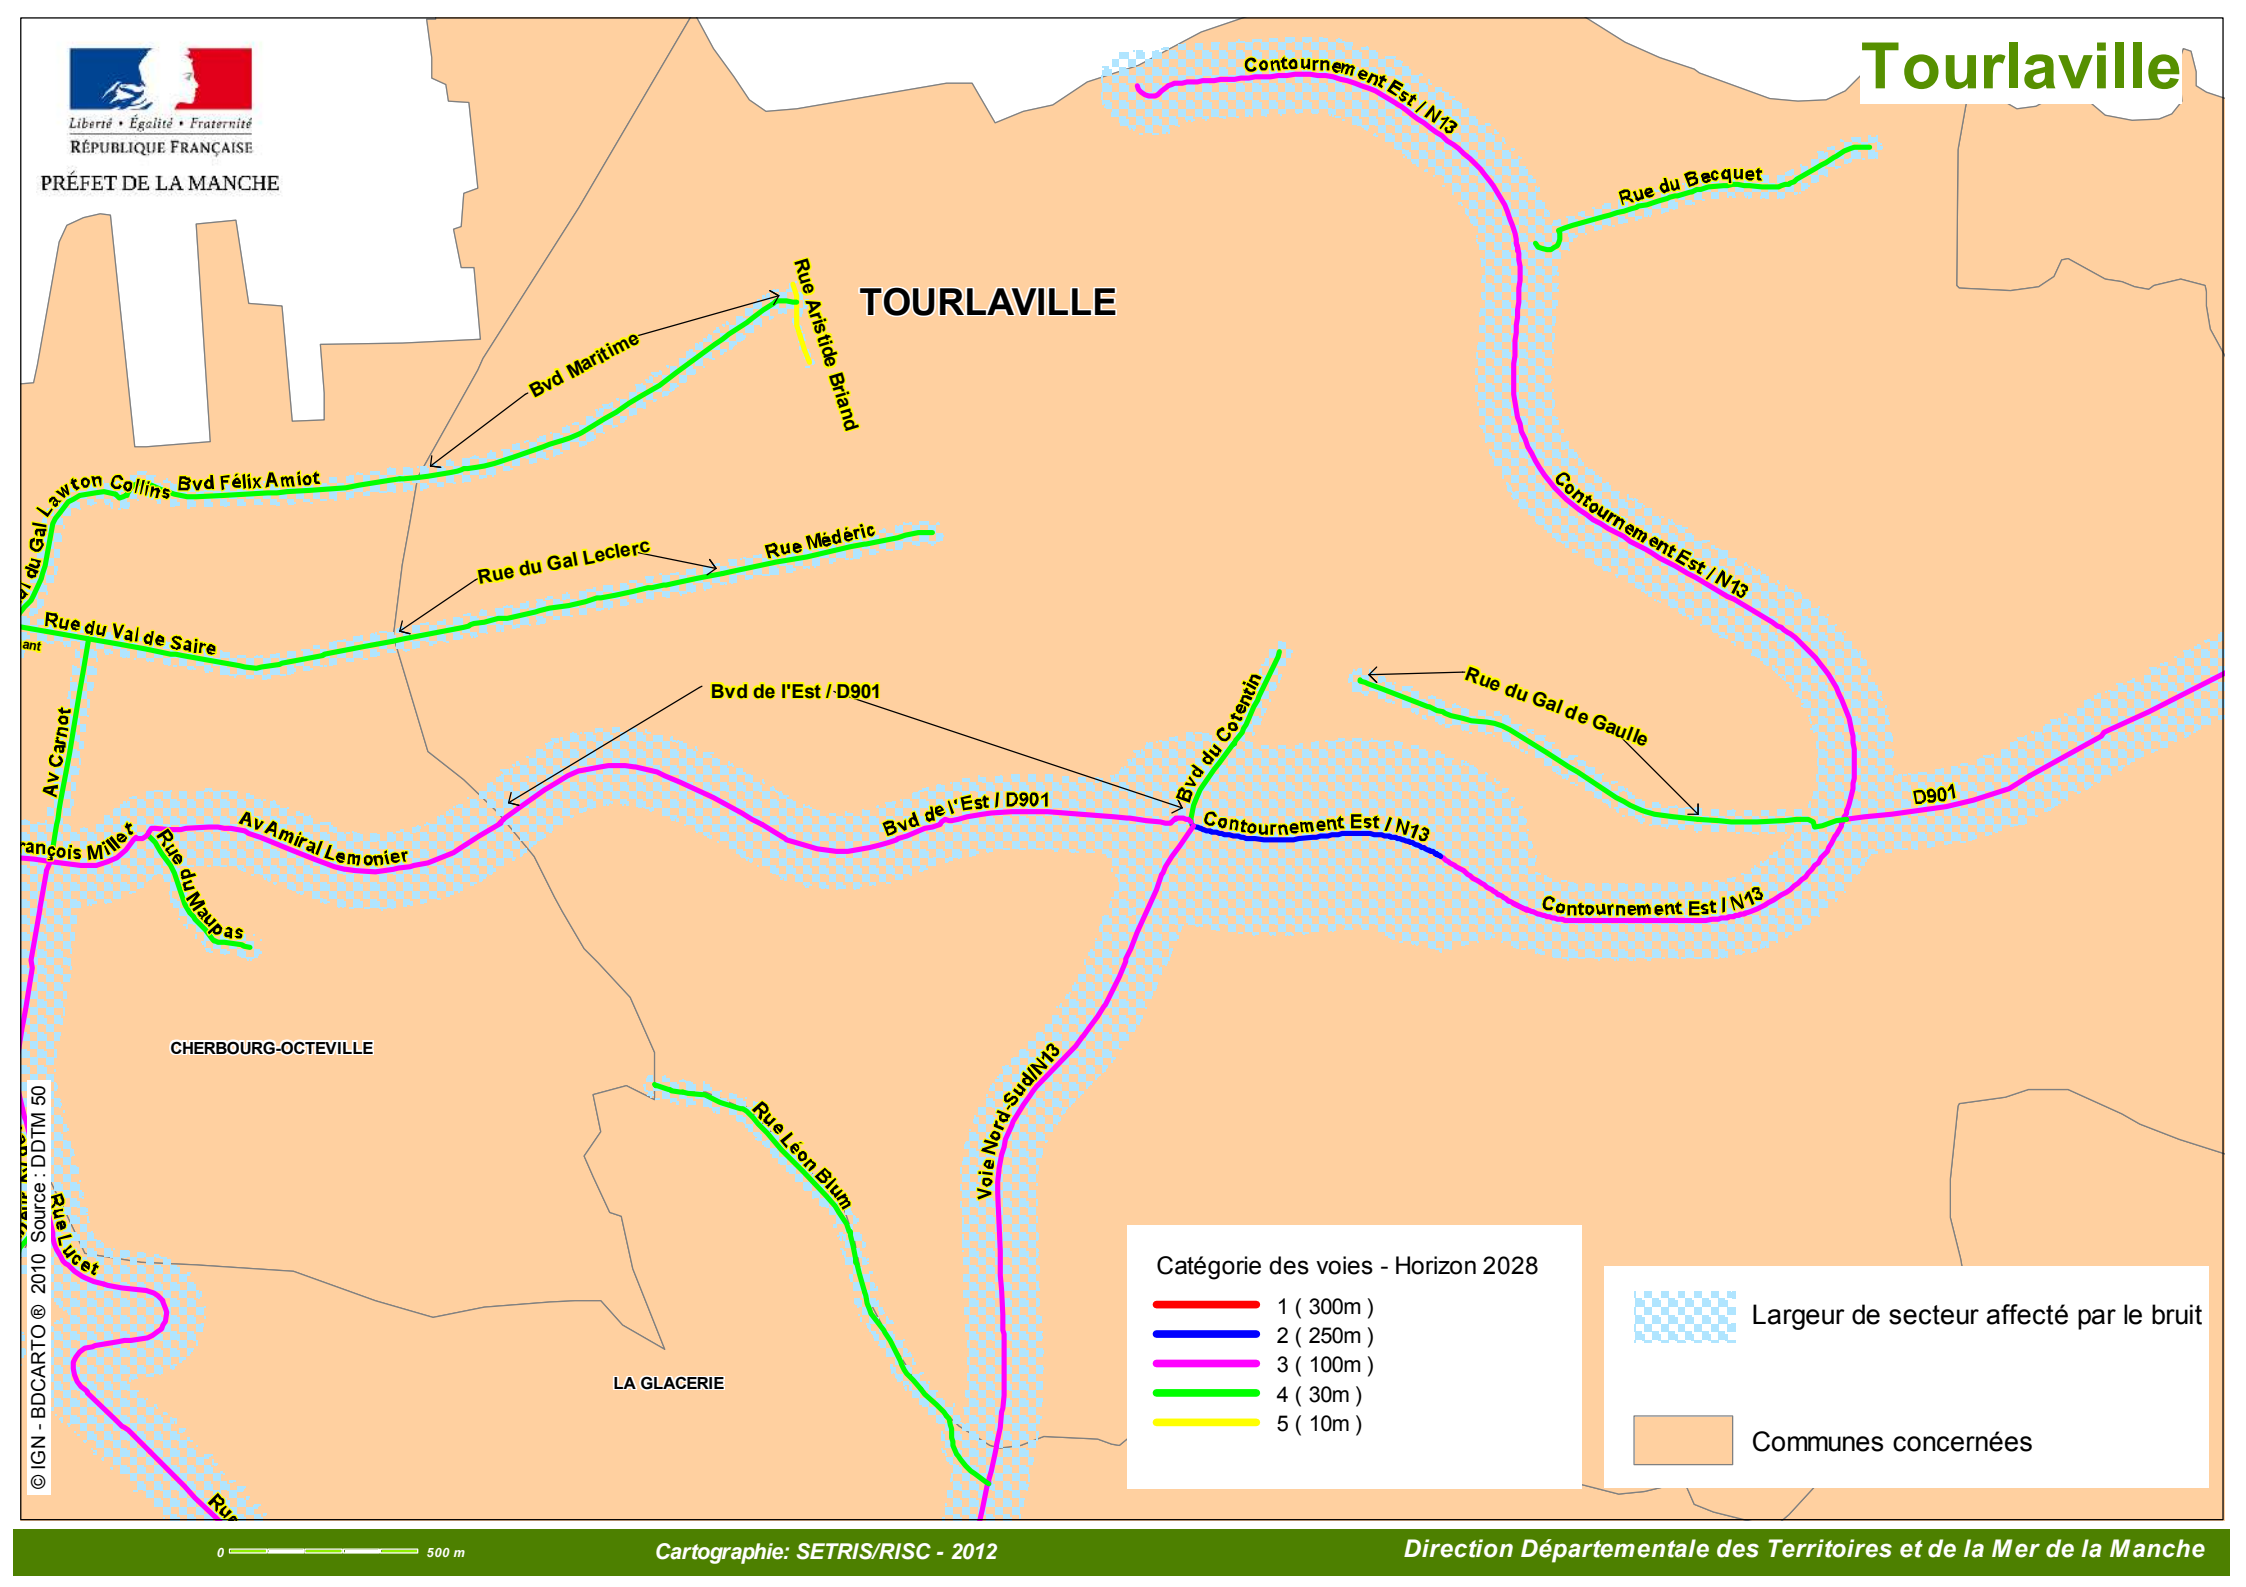 Tourlaville
Liberté • Égalité • Fraternité
RÉPUBLIQUE FRANÇAISE
PRÉFET DE LA MANCHE
Contournement Est / N13
Rue du Becquet
Rue Aristide Briand
TOURLAVILLE
Bvd Maritime
Lawton Collins
Bvd Félix Amiot
du Gal
Contournement Est / N13
Rue Médéric
Rue du Gal Leclerc
Rue du Val de Saire
ant
Bvd de l'Est / D901
Bvd du Cotentin
Rue du Gal de Gaulle
Av Carnot
D901
Bvd de l'Est / D901
Contournement Est / N13
Av Amiral Lemonier
rançois Millet
Rue du Maupas
Contournement Est / N13
CHERBOURG-OCTEVILLE
Voie Nord-Sud/N13
Rue Léon Blum
Rue Lucet
LA GLACERIE
Rue
© IGN - BDCARTO ® 2010 Source : DDTM 50
Catégorie des voies - Horizon 2028
1 ( 300m )
2 ( 250m )
3 ( 100m )
4 ( 30m )
5 ( 10m )
Largeur de secteur affecté par le bruit
Communes concernées
0 500 m
Cartographie: SETRIS/RISC - 2012
Direction Départementale des Territoires et de la Mer de la Manche